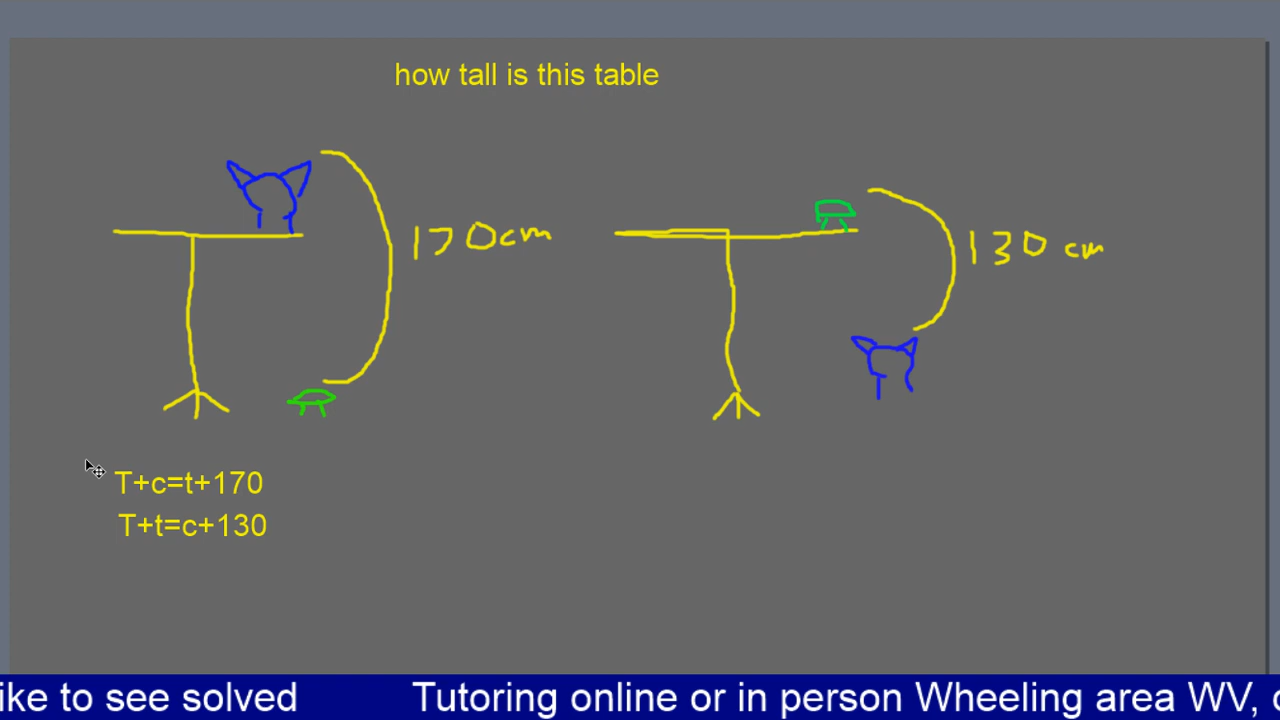 how tall is this table
170cm
130 cm
T+c=t+170
T+t=c+130
ike to see solved Tutoring online or in person Wheeling area WV,